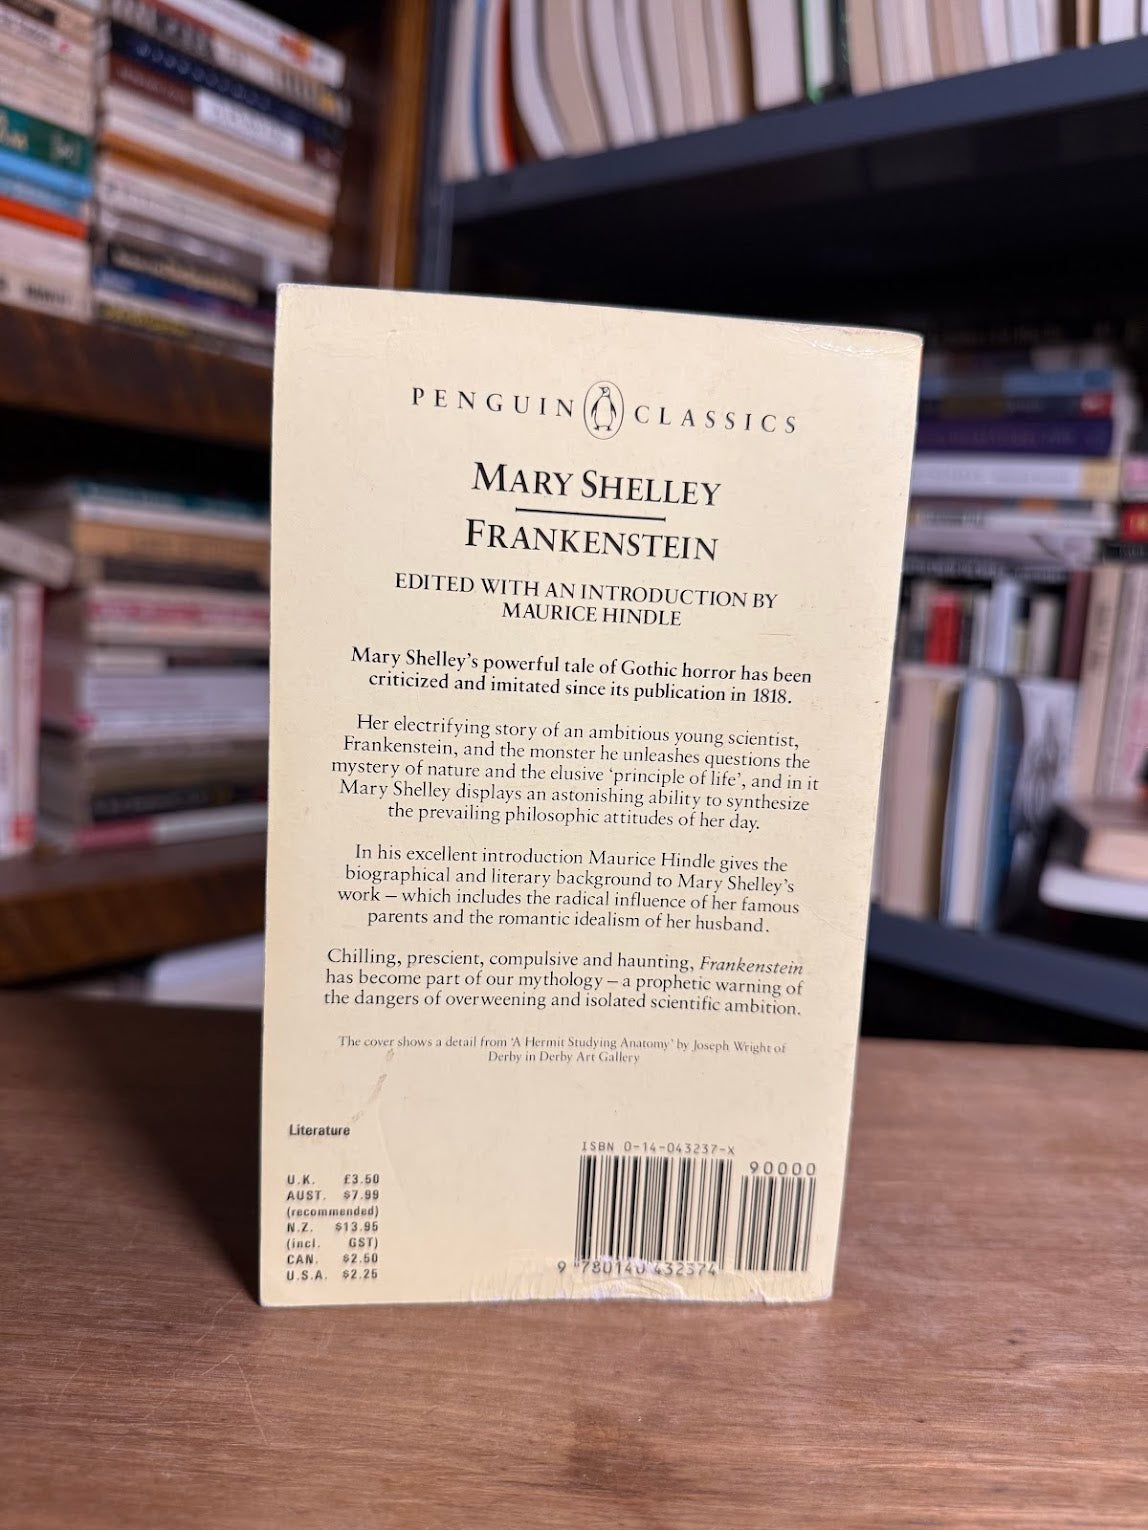 PENGUIN CLASSICS
MARY SHELLEY
FRANKENSTEIN
EDITED WITH AN INTRODUCTION BY
MAURICE HINDLE
Mary Shelley's powerful tale of Gothic horror has been
criticized and imitated since its publication in 1818.
Her electrifying story of an ambitious young scientist,
Frankenstein, and the monster he unleashes questions the
mystery of nature and the elusive 'principle of life', and in it
Mary Shelley displays an astonishing ability to synthesize
the prevailing philosophic attitudes of her day.
In his excellent introduction Maurice Hindle gives the
biographical and literary background to Mary Shelley's
work – which includes the radical influence of her famous
parents and the romantic idealism of her husband.
Chilling, prescient, compulsive and haunting, Frankenstein
has become part of our mythology – a prophetic warning of
the dangers of overweening and isolated scientific ambition.
The cover shows a detail from 'A Hermit Studying Anatomy' by Joseph Wright of
Derby in Derby Art Gallery
Literature
U.K. £3.50
AUST. $7.99
(recommended)
N.Z. $13.95
(incl. GST)
CAN. $2.50
U.S.A. $2.25
ISBN 0-14-043237-X
90000
9 780140 432374